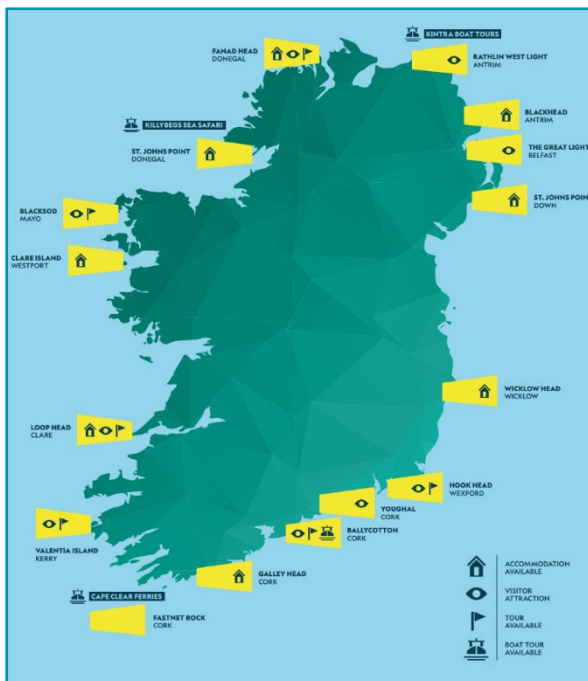 KINTRA BOAT TOURS
FANAD HEAD
DONEGAL
RATHLIN WEST LIGHT
ANTRIM
BLACKHEAD
ANTRIM
KILLYBEGS SEA SAFARI
ST. JOHNS POINT
DONEGAL
THE GREAT LIGHT
BELFAST
ST. JOHNS POINT
DOWN
BLACKSOD
MAYO
CLARE ISLAND
WESTPORT
WICKLOW HEAD
WICKLOW
LOOP HEAD
CLARE
HOOK HEAD
WEXFORD
YOUGHAL
CORK
BALLYCOTTON
CORK
VALENTIA ISLAND
KERRY
GALLEY HEAD
CORK
CAPE CLEAR FERRIES
FASTNET ROCK
CORK
ACCOMMODATION
AVAILABLE
VISITOR
ATTRACTION
TOUR
AVAILABLE
BOAT TOUR
AVAILABLE